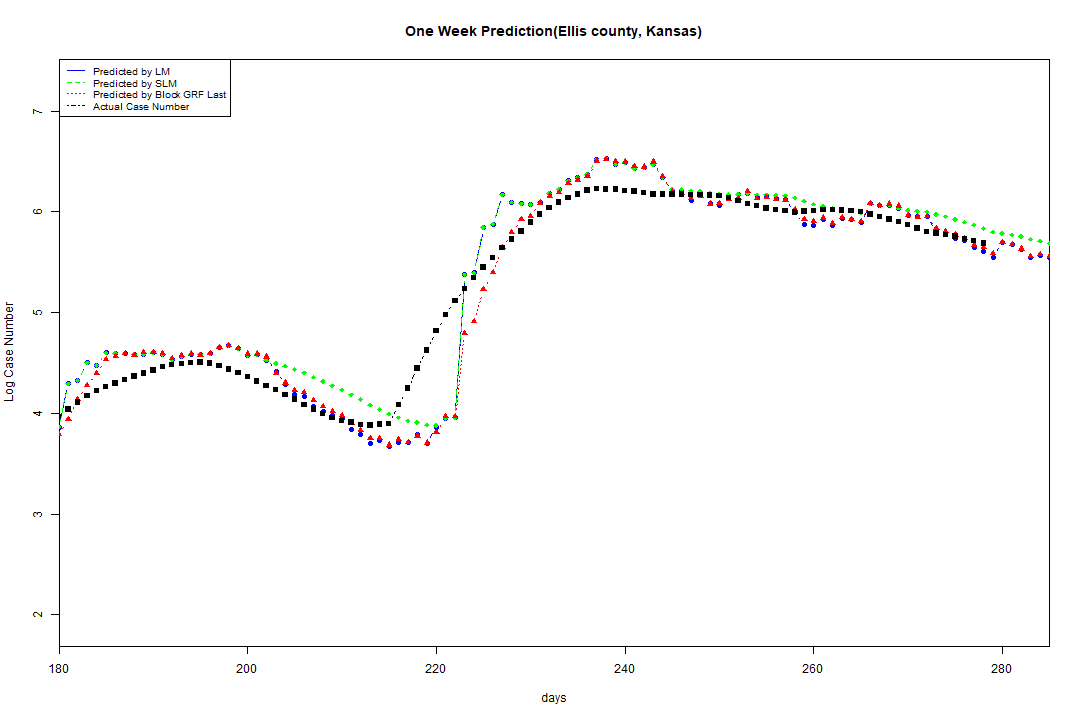 One Week Prediction(Ellis county, Kansas)
Predicted by LM
Predicted by SLM
Predicted by Block GRF Last
Actual Case Number
7
6
5
4
3
2
Log Case Number
180 200 220 240 260 280
days